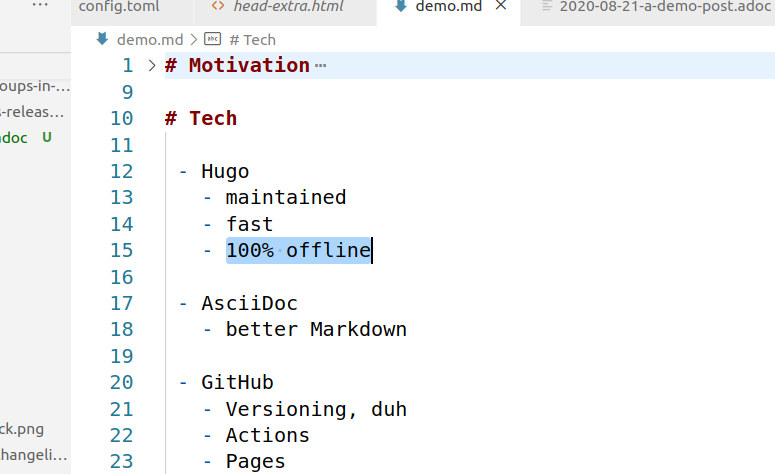 config.toml
head-extra.html
demo.md
2020-08-21-a-demo-post.adoc
demo.md > # Tech
1 # Motivation
9
10 # Tech
11
12 - Hugo
13 - maintained
14 - fast
15 - 100% offline
16
17 - AsciiDoc
18 - better Markdown
19
20 - GitHub
21 - Versioning, duh
22 - Actions
23 - Pages
oups-in-...
s-releas...
adoc U
ck.png
changeli...